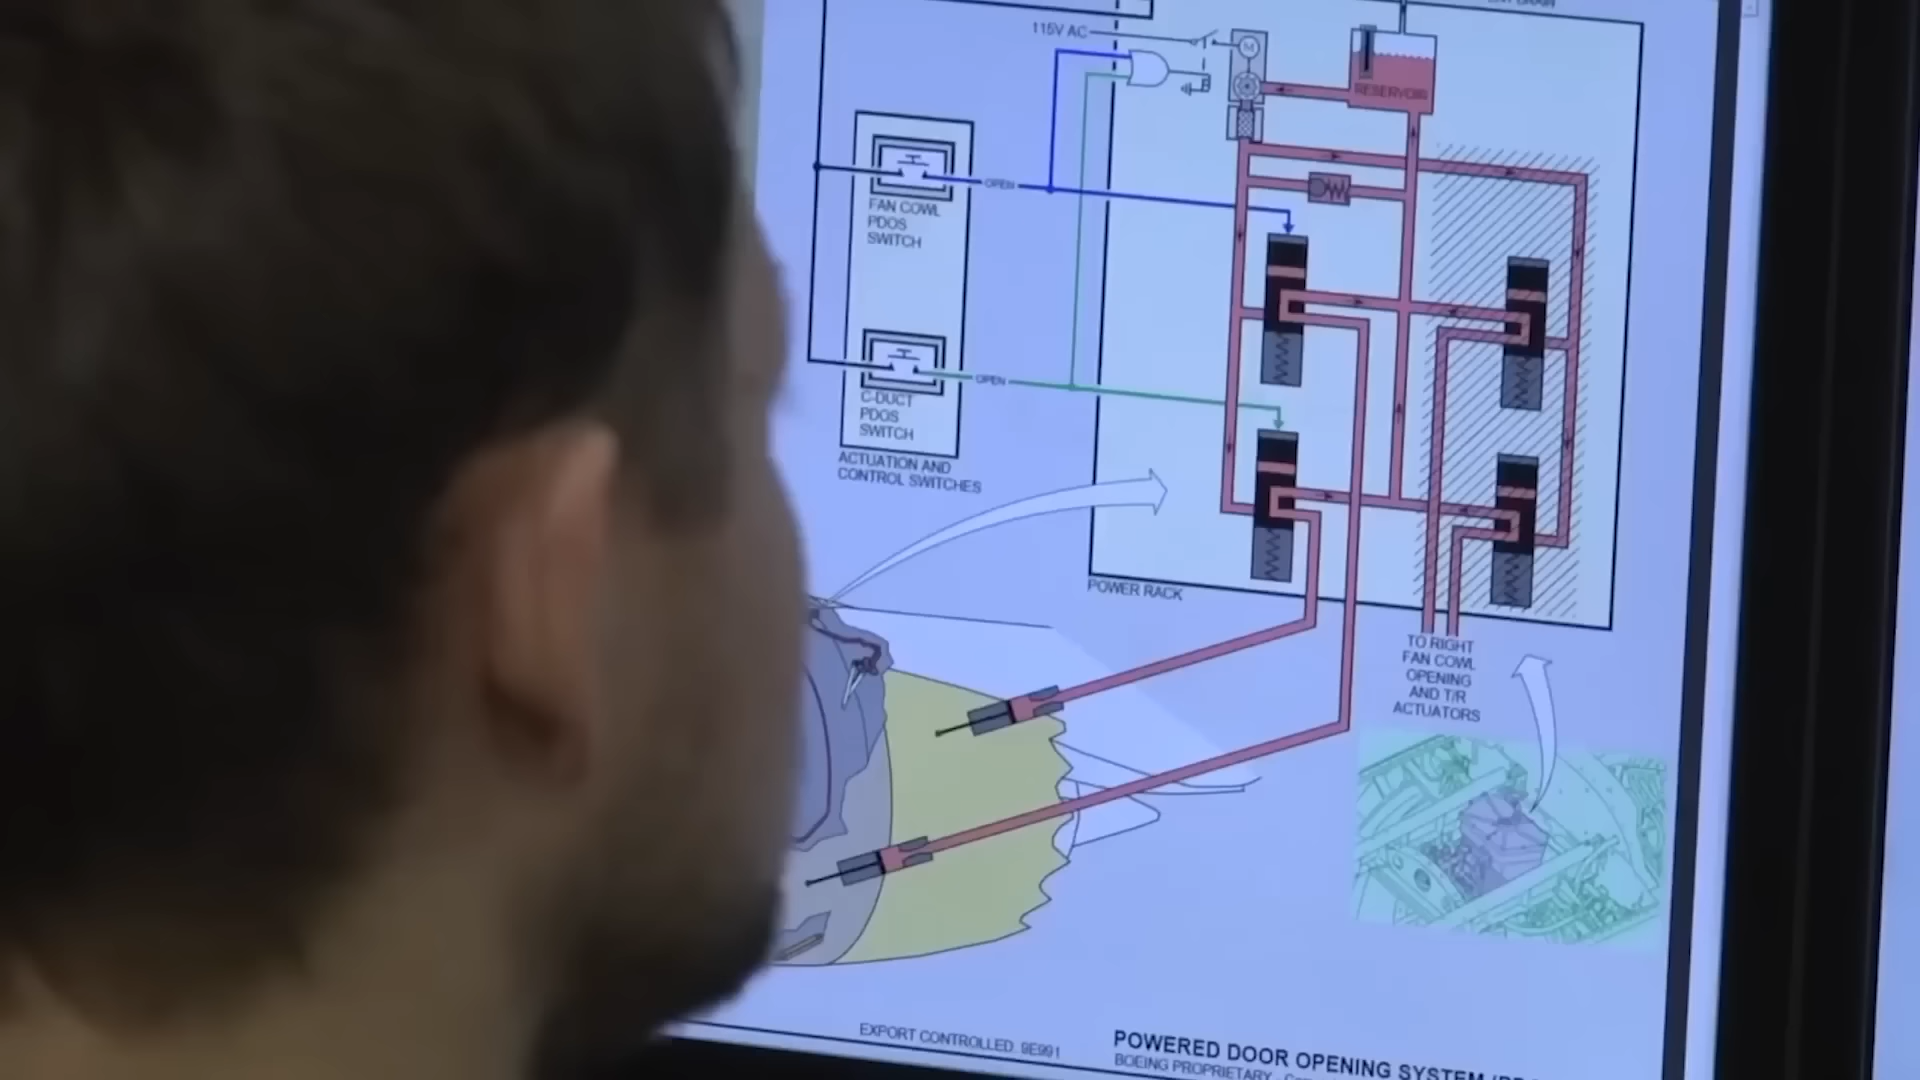 115V AC
RESERVOIR
OPEN
FAN COWL
PDOS
SWITCH
OPEN
C-DUCT
PDOS
SWITCH
ACTUATION AND
CONTROL SWITCHES
POWER RACK
TO RIGHT
FAN COWL
OPENING
AND T/R
ACTUATORS
EXPORT CONTROLLED. 9E991
POWERED DOOR OPENING SYSTEM
BOEING PROPRIETARY